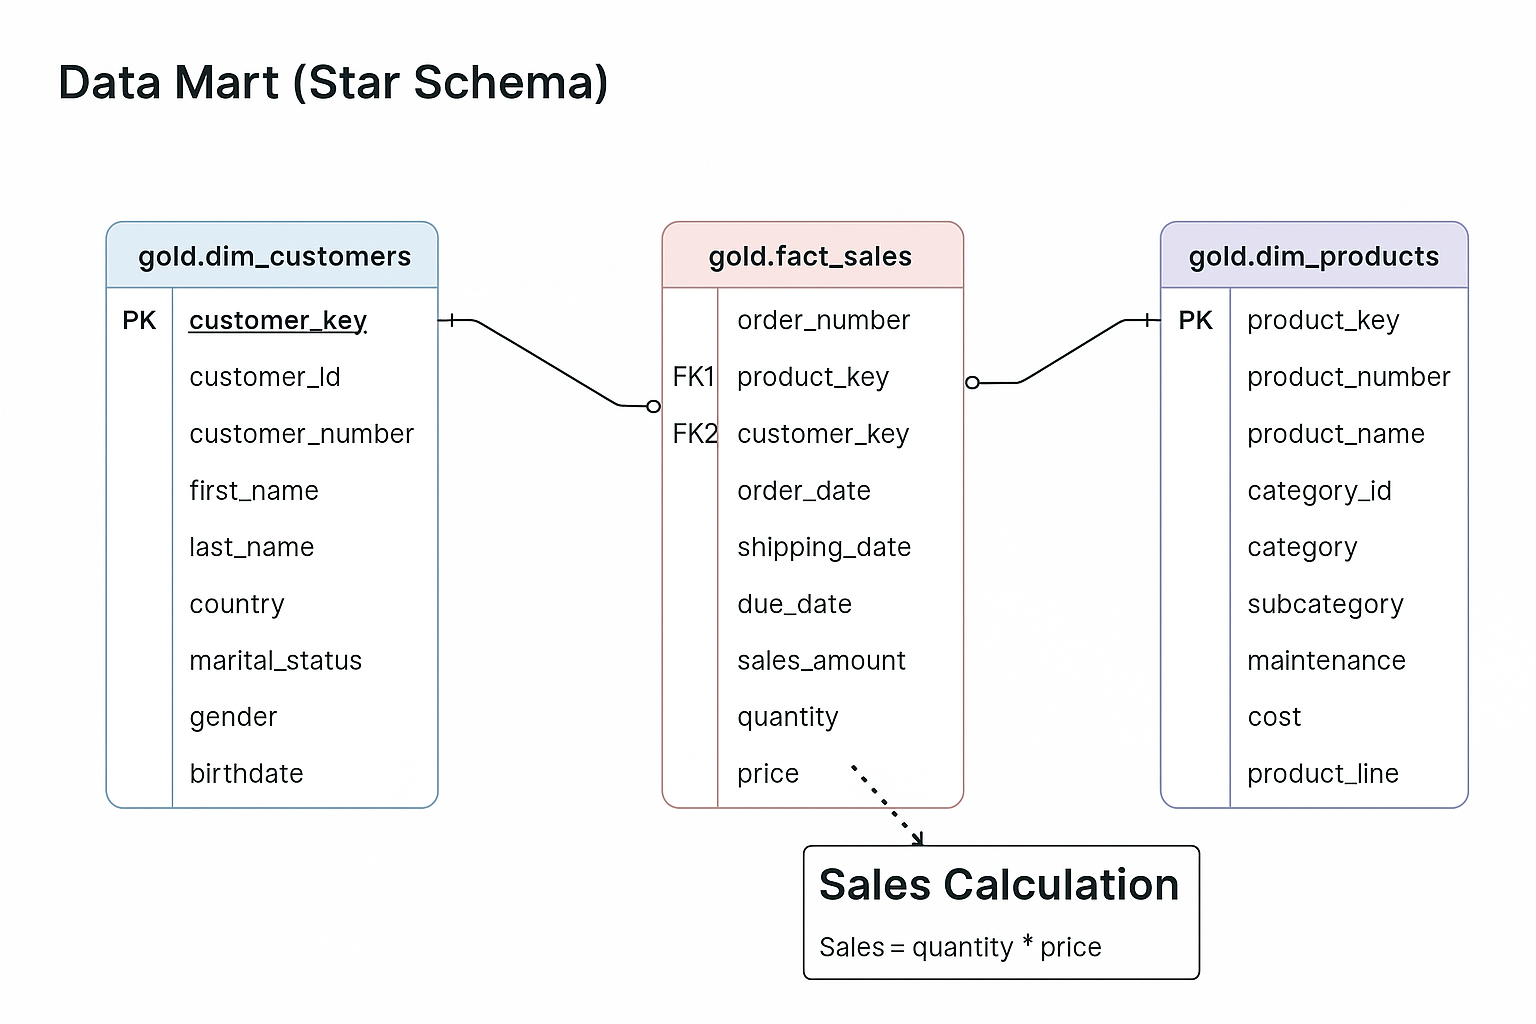 Data Mart (Star Schema)
gold.dim_customers
PK customer_key
customer_Id
customer_number
first_name
last_name
country
marital_status
gender
birthdate
gold.fact_sales
order_number
FK1 product_key
FK2 customer_key
order_date
shipping_date
due_date
sales_amount
quantity
price
gold.dim_products
PK product_key
product_number
product_name
category_id
category
subcategory
maintenance
cost
product_line
Sales Calculation
Sales = quantity * price